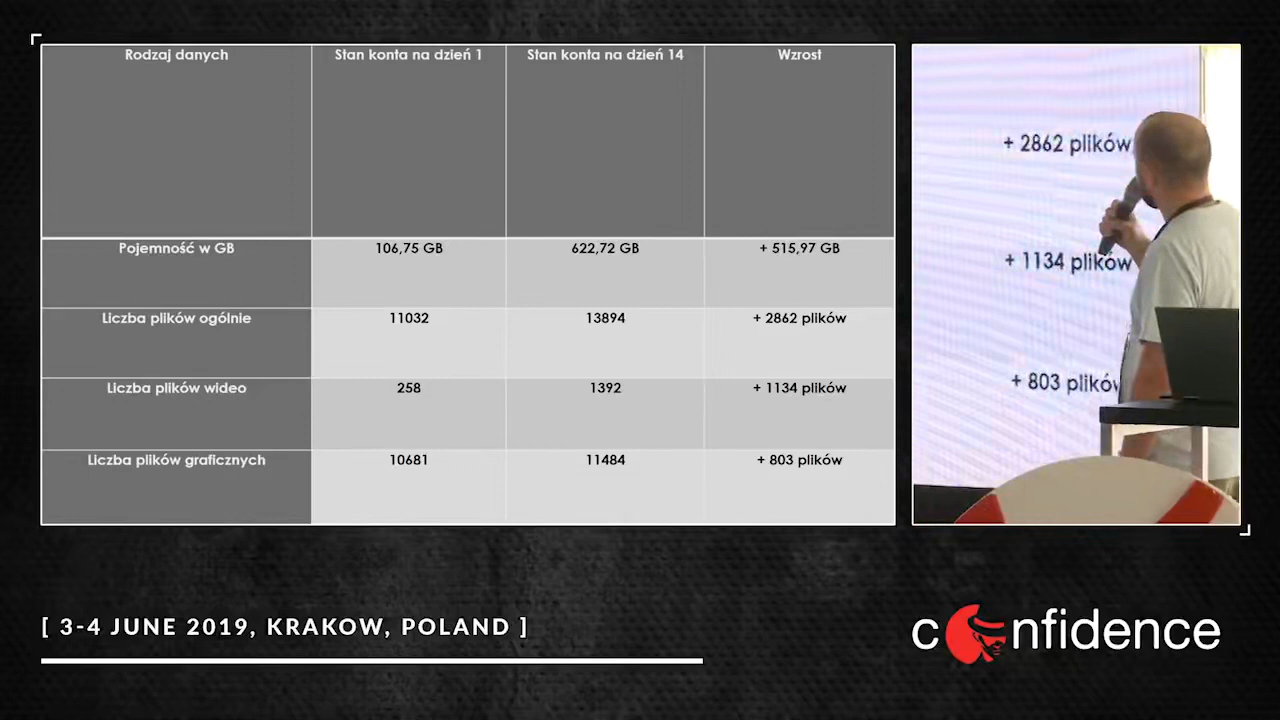 Rodzaj danych Stan konta na dzień 1 Stan konta na dzień 14 Wzrost
Pojemność w GB 106,75 GB 622,72 GB + 515,97 GB
Liczba plików ogólnie 11032 13894 + 2862 plików
Liczba plików wideo 258 1392 + 1134 plików
Liczba plików graficznych 10681 11484 + 803 plików
+ 2862 plików
+ 1134 plików
+ 803 plików
[ 3-4 JUNE 2019, KRAKOW, POLAND ]
confidence